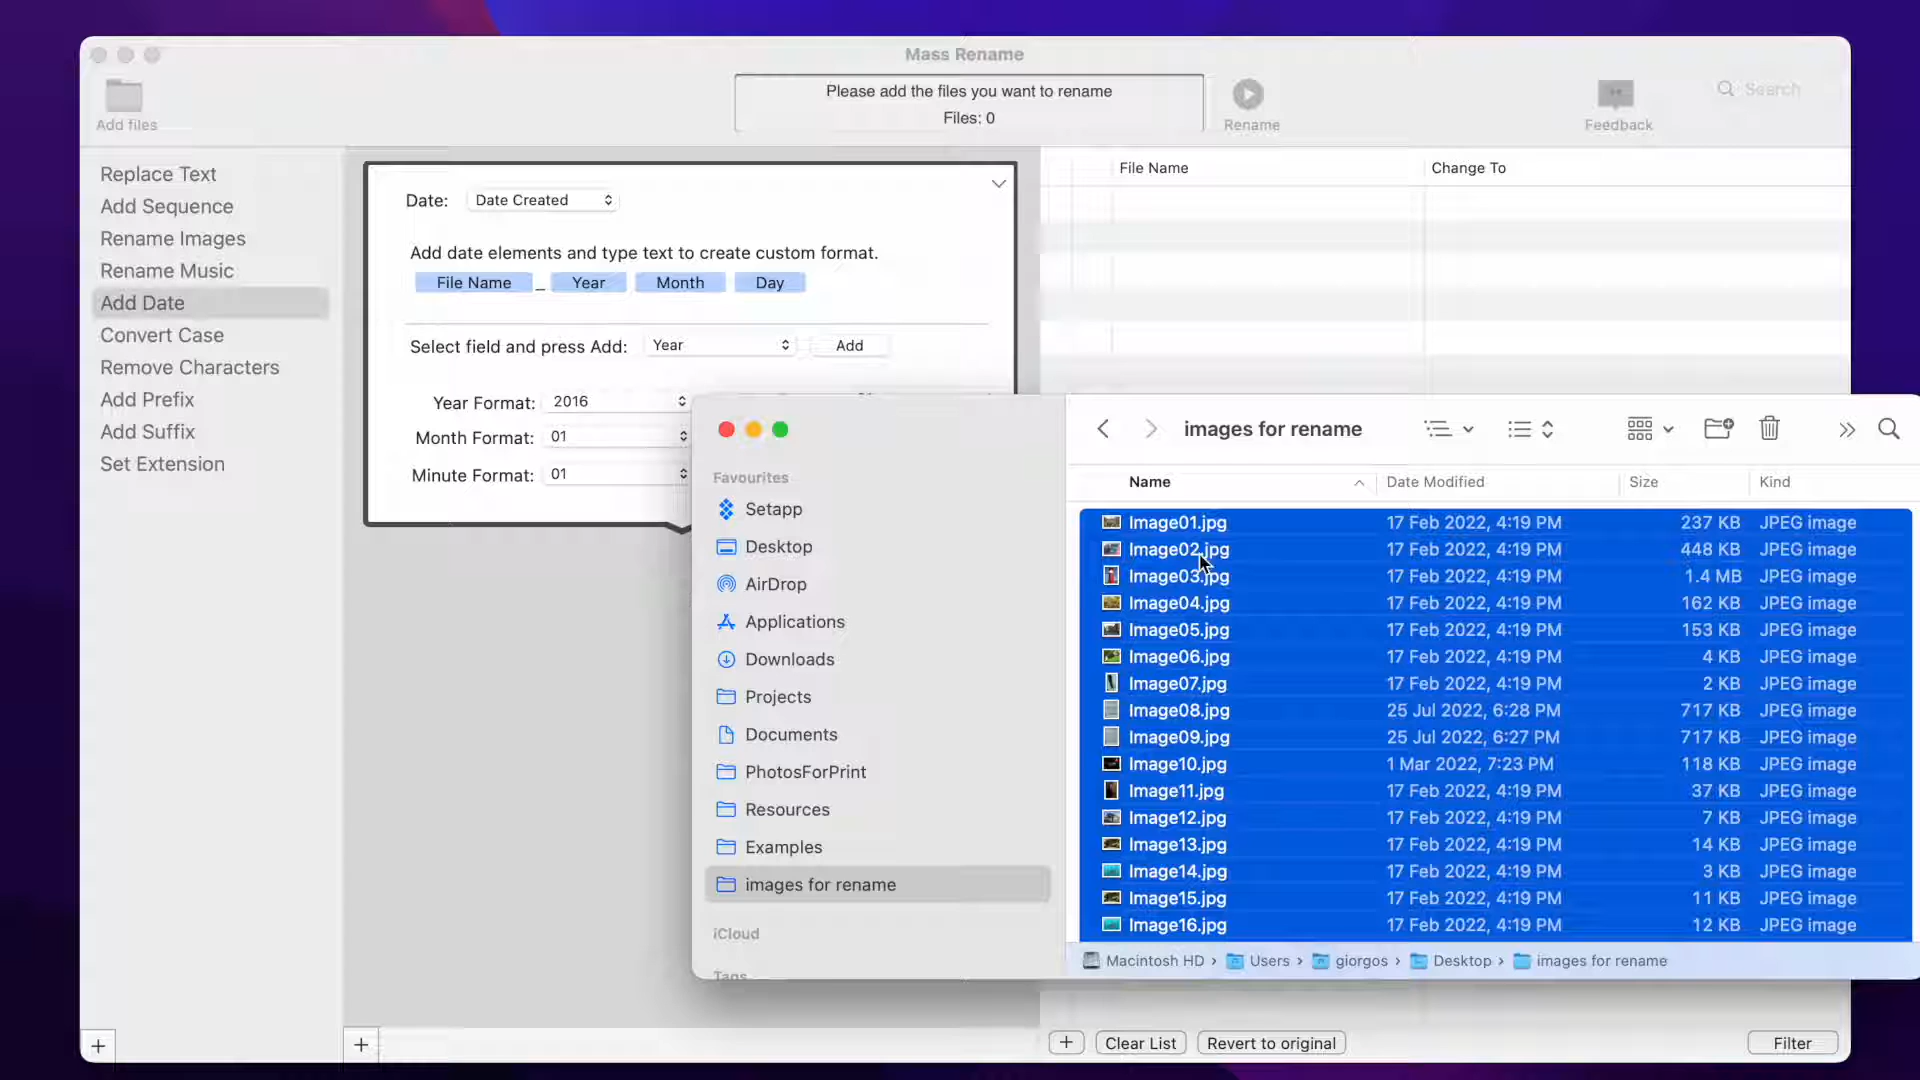 Mass Rename
Add files
Please add the files you want to rename
Files: 0
Rename
Feedback
Search
Replace Text
Add Sequence
Rename Images
Rename Music
Add Date
Convert Case
Remove Characters
Add Prefix
Add Suffix
Set Extension
Date: Date Created
Add date elements and type text to create custom format.
File Name _ Year Month Day
Select field and press Add: Year Add
Year Format: 2016
Month Format: 01
Minute Format: 01
File Name Change To
Favourites
Setapp
Desktop
AirDrop
Applications
Downloads
Projects
Documents
PhotosForPrint
Resources
Examples
images for rename
iCloud
Tags
images for rename
Name Date Modified Size Kind
Image01.jpg 17 Feb 2022, 4:19 PM 237 KB JPEG image
Image02.jpg 17 Feb 2022, 4:19 PM 448 KB JPEG image
Image03.jpg 17 Feb 2022, 4:19 PM 1.4 MB JPEG image
Image04.jpg 17 Feb 2022, 4:19 PM 162 KB JPEG image
Image05.jpg 17 Feb 2022, 4:19 PM 153 KB JPEG image
Image06.jpg 17 Feb 2022, 4:19 PM 4 KB JPEG image
Image07.jpg 17 Feb 2022, 4:19 PM 2 KB JPEG image
Image08.jpg 25 Jul 2022, 6:28 PM 717 KB JPEG image
Image09.jpg 25 Jul 2022, 6:27 PM 717 KB JPEG image
Image10.jpg 1 Mar 2022, 7:23 PM 118 KB JPEG image
Image11.jpg 17 Feb 2022, 4:19 PM 37 KB JPEG image
Image12.jpg 17 Feb 2022, 4:19 PM 7 KB JPEG image
Image13.jpg 17 Feb 2022, 4:19 PM 14 KB JPEG image
Image14.jpg 17 Feb 2022, 4:19 PM 3 KB JPEG image
Image15.jpg 17 Feb 2022, 4:19 PM 11 KB JPEG image
Image16.jpg 17 Feb 2022, 4:19 PM 12 KB JPEG image
Macintosh HD › Users › giorgos › Desktop › images for rename
Clear List Revert to original Filter